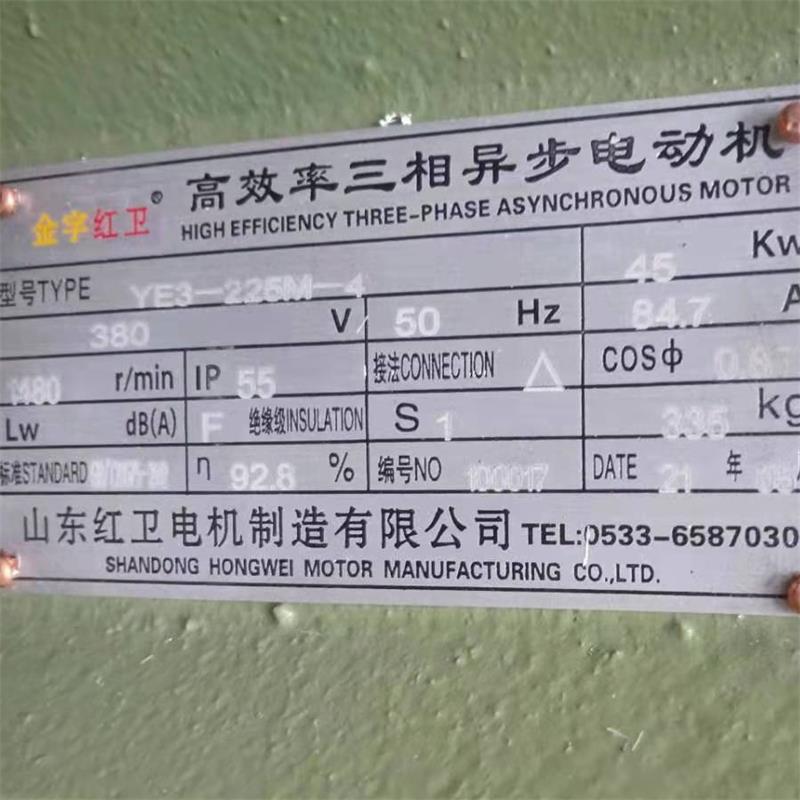 金字红卫® 高效率三相异步电动机
HIGH EFFICIENCY THREE-PHASE ASYNCHRONOUS MOTOR
型号TYPE YE3-225M-4 45 Kw
380 V 50 Hz 84.7 A
1480 r/min IP 55 接法CONNECTION △ COSφ
Lw dB(A) F 绝缘级INSULATION S 1 335 kg
标准STANDARD η 92.8 % 编号NO 100017 DATE 21 年
山东红卫电机制造有限公司 TEL:0533-6587030
SHANDONG HONGWEI MOTOR MANUFACTURING CO.,LTD.